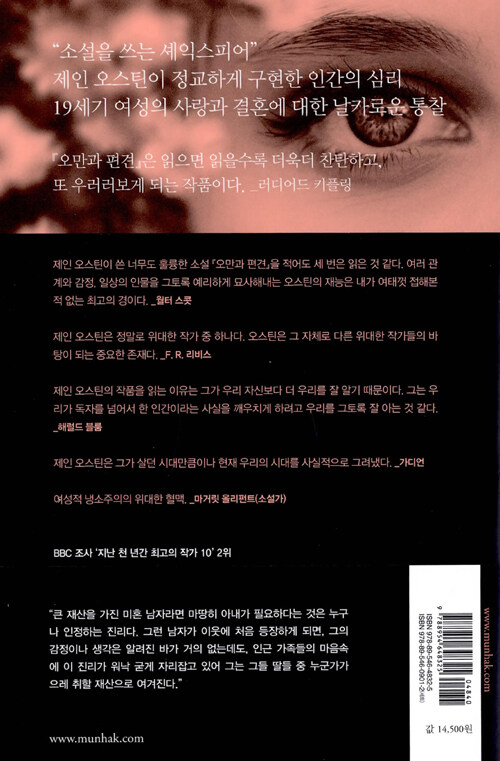 “소설을 쓰는 셰익스피어”
제인 오스틴이 정교하게 구현한 인간의 심리
19세기 여성의 사랑과 결혼에 대한 날카로운 통찰
『오만과 편견』은 읽으면 읽을수록 더욱더 찬탄하고,
또 우러러보게 되는 작품이다. _러디어드 키플링
제인 오스틴이 쓴 너무도 훌륭한 소설 『오만과 편견』을 적어도 세 번은 읽은 것 같다. 여러 관
계와 감정, 일상의 인물을 그토록 예리하게 묘사해내는 오스틴의 재능은 내가 여태껏 접해본
적 없는 최고의 경이다. _월터 스콧
제인 오스틴은 정말로 위대한 작가 중 하나다. 오스틴은 그 자체로 다른 위대한 작가들의 바
탕이 되는 중요한 존재다. _F. R. 리비스
제인 오스틴의 작품을 읽는 이유는 그가 우리 자신보다 더 우리를 잘 알기 때문이다. 그는 우
리가 독자를 넘어서 한 인간이라는 사실을 깨우치게 하려고 우리를 그토록 잘 아는 것 같다.
_해럴드 블룸
제인 오스틴은 그가 살던 시대만큼이나 현재 우리의 시대를 사실적으로 그려냈다. _가디언
여성적 냉소주의의 위대한 혈맥. _마거릿 올리펀트(소설가)
BBC 조사 ‘지난 천 년간 최고의 작가 10’ 2위
“큰 재산을 가진 미혼 남자라면 마땅히 아내가 필요하다는 것은 누구
나 인정하는 진리다. 그런 남자가 이웃에 처음 등장하게 되면, 그의
감정이나 생각은 알려진 바가 거의 없는데도, 인근 가족들의 마음속
에 이 진리가 워낙 굳게 자리잡고 있어 그는 그들 딸들 중 누군가가
으레 취할 재산으로 여겨진다.”
www.munhak.com
www.munhak.com
9 788954 648325
04840
ISBN 978-89-546-4832-5
ISBN 978-89-546-0901-2(세트)
값 14,500원